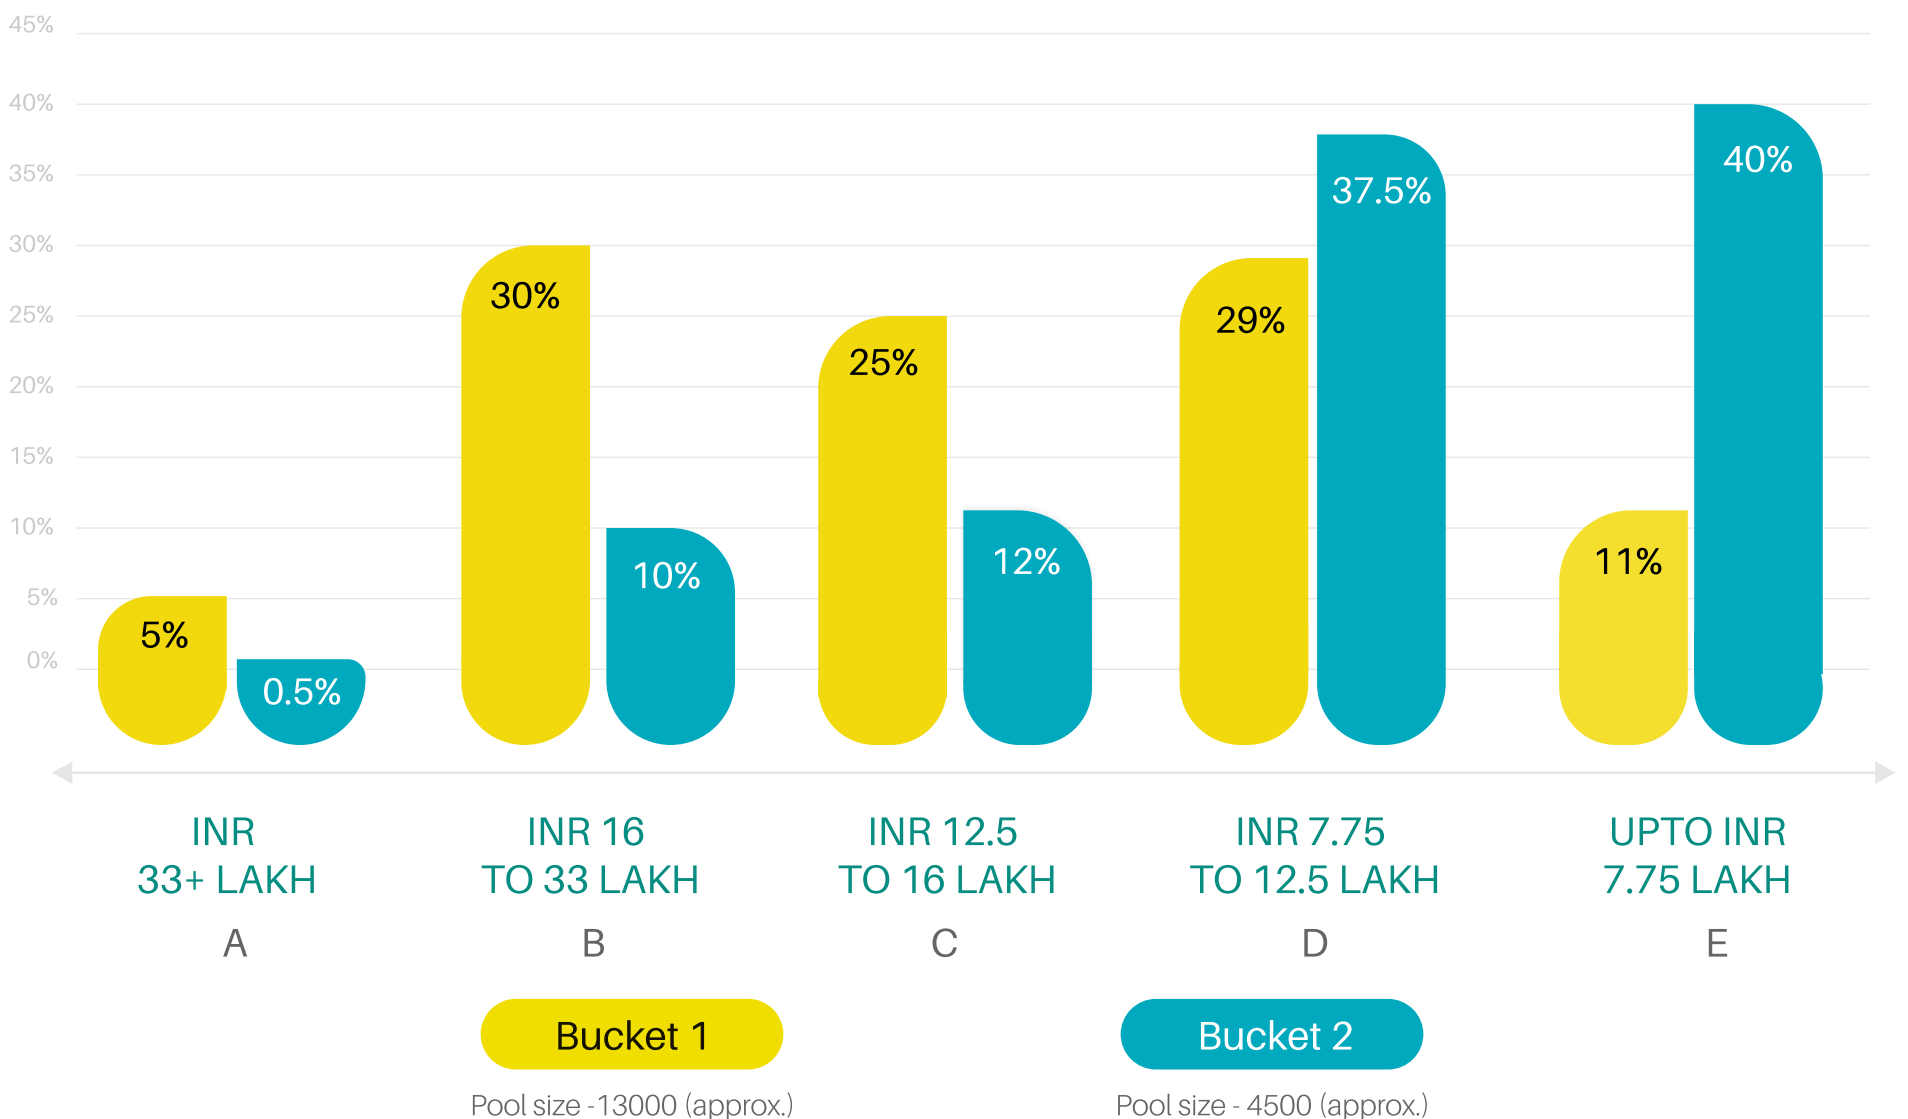 45%
40%
35%
30%
25%
20%
15%
10%
5%
0%
5%
0.5%
30%
10%
25%
12%
29%
37.5%
11%
40%
INR
33+ LAKH
A
INR 16
TO 33 LAKH
B
INR 12.5
TO 16 LAKH
C
INR 7.75
TO 12.5 LAKH
D
UPTO INR
7.75 LAKH
E
Bucket 1
Pool size -13000 (approx.)
Bucket 2
Pool size - 4500 (approx.)